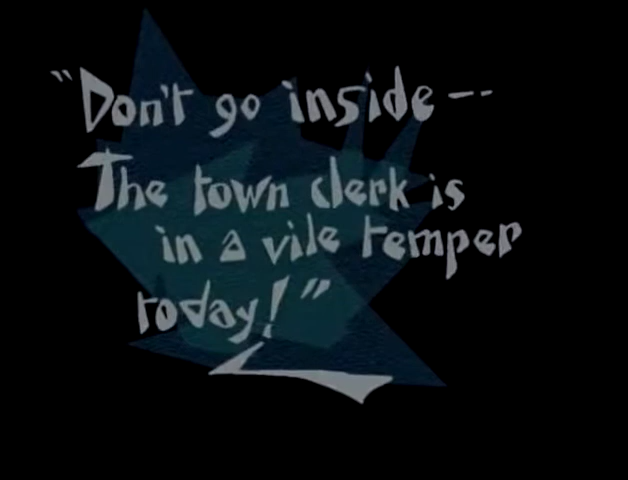 "Don't go inside--
The town clerk is
in a vile temper
today!"